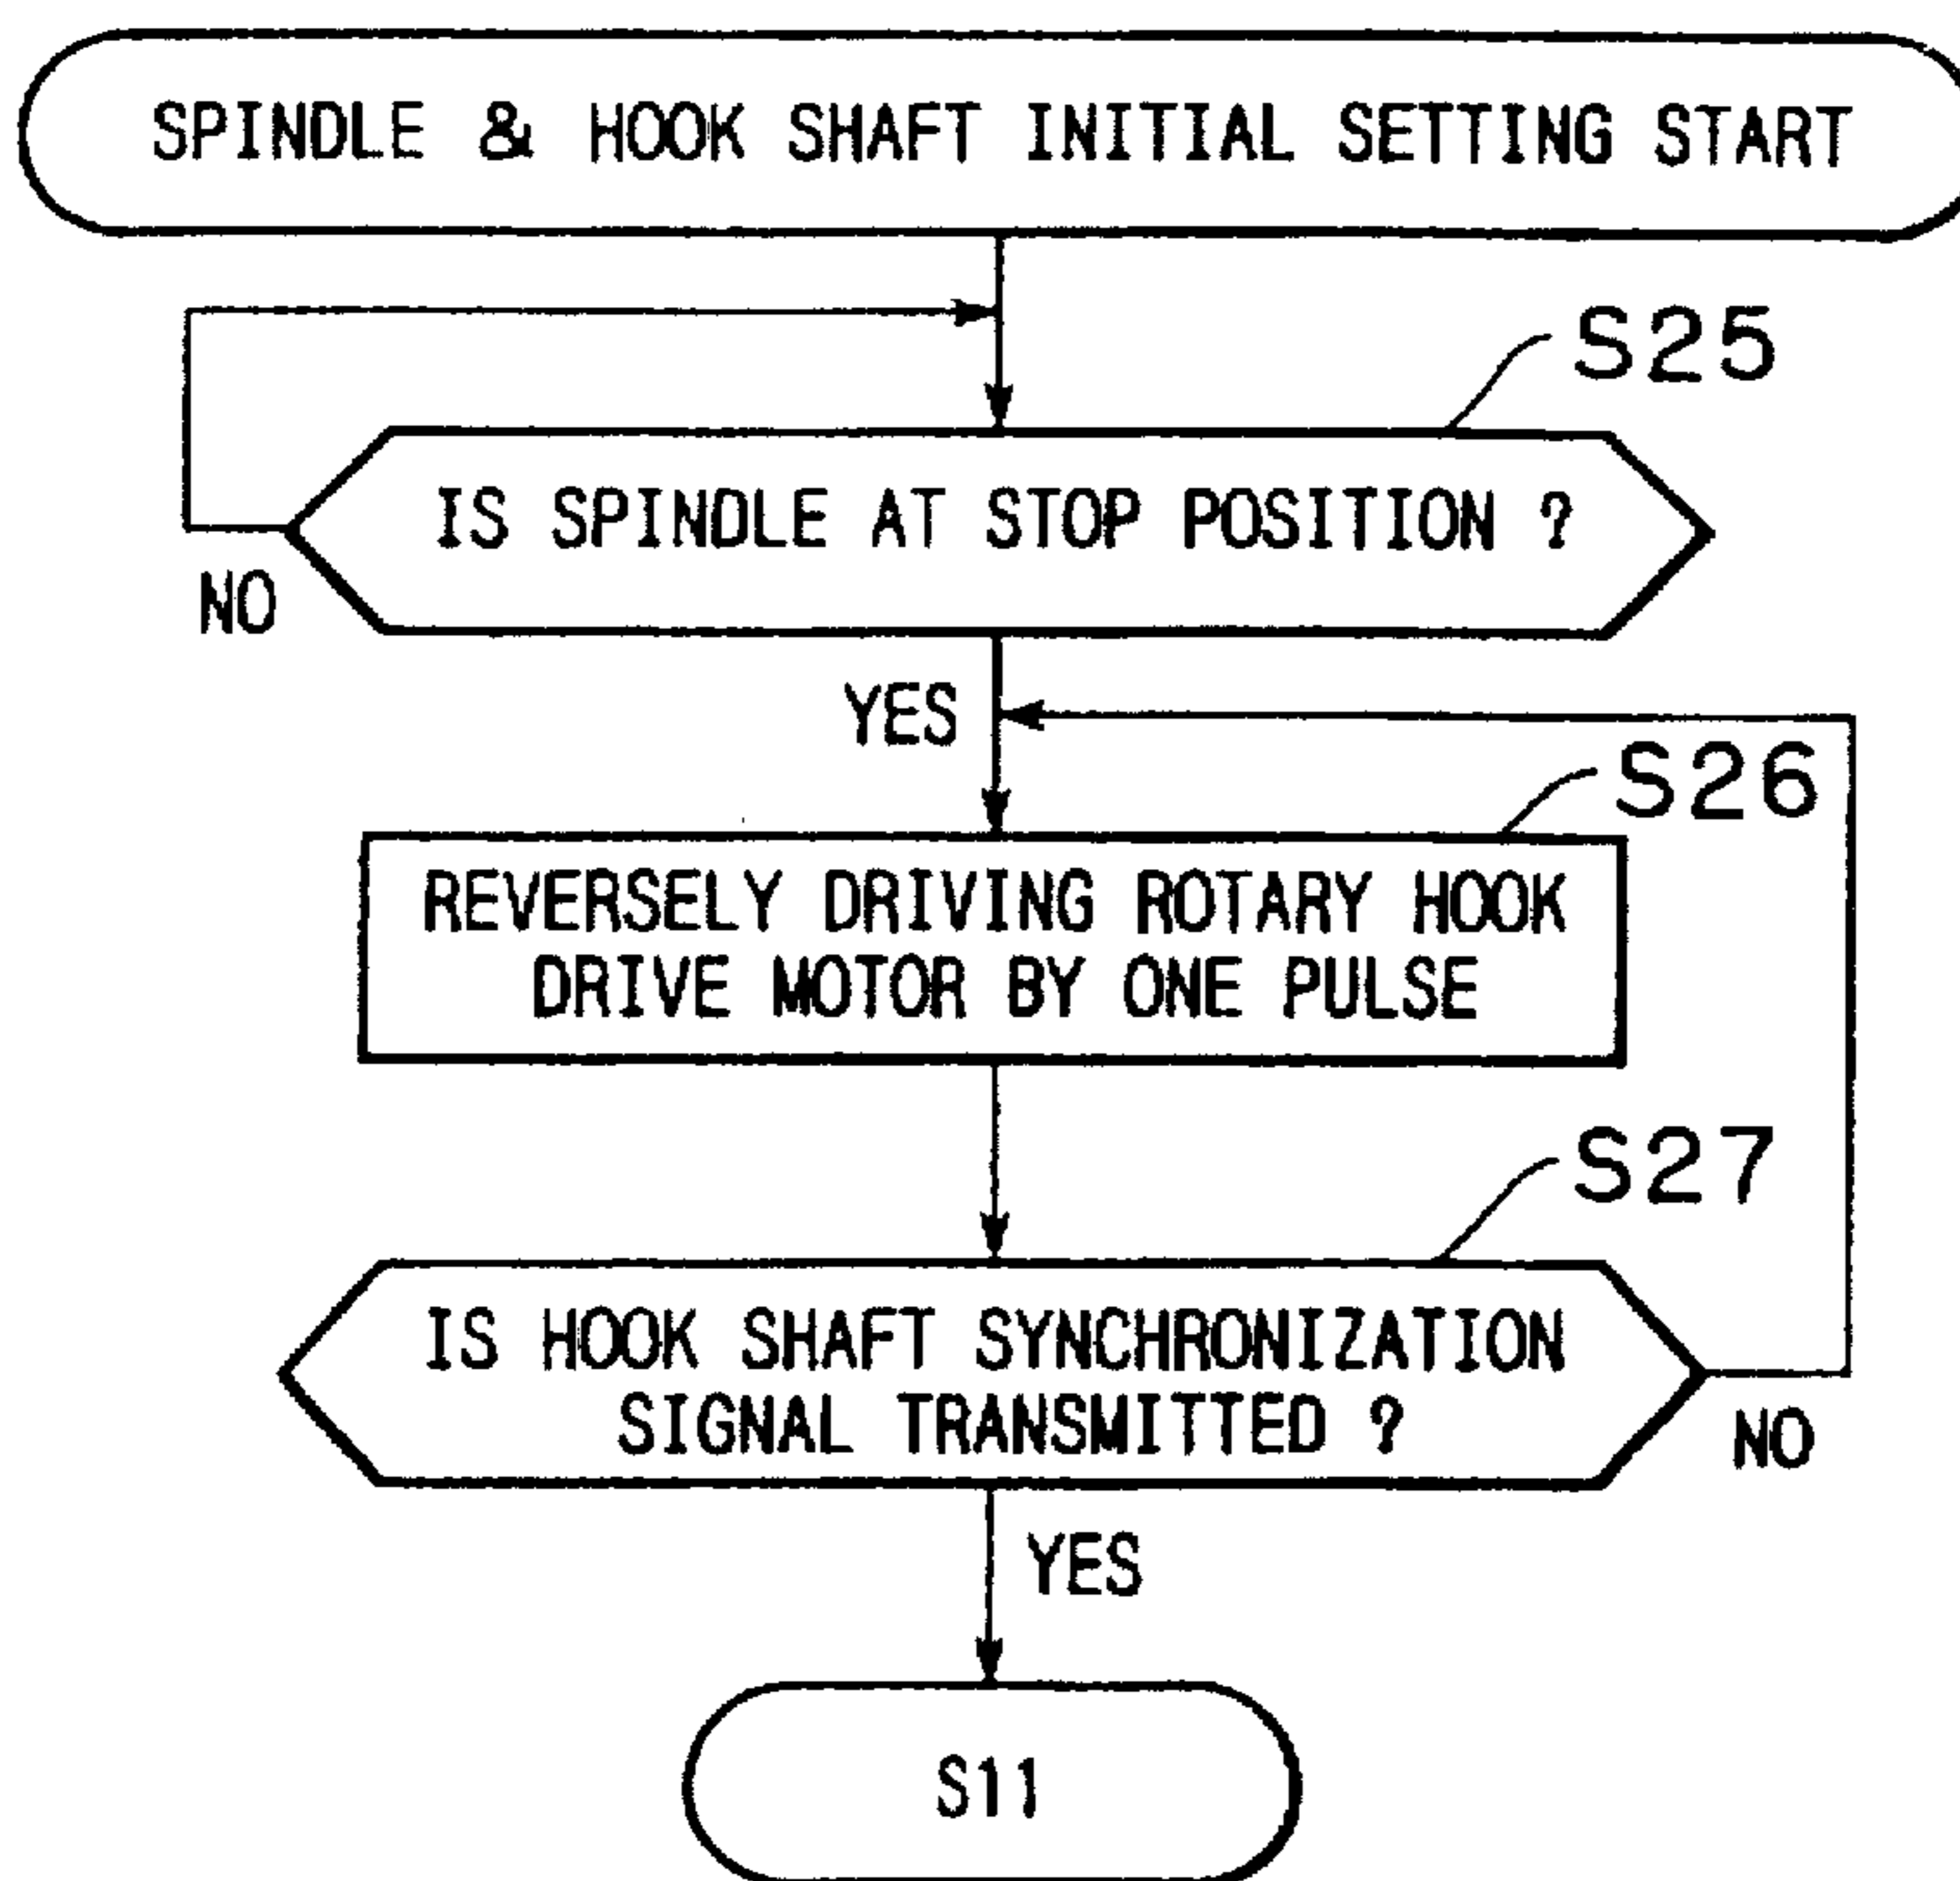 SPINDLE & HOOK SHAFT INITIAL SETTING START
S25
IS SPINDLE AT STOP POSITION ?
NO
YES
S26
REVERSELY DRIVING ROTARY HOOK
DRIVE MOTOR BY ONE PULSE
S27
IS HOOK SHAFT SYNCHRONIZATION
SIGNAL TRANSMITTED ?
NO
YES
S11